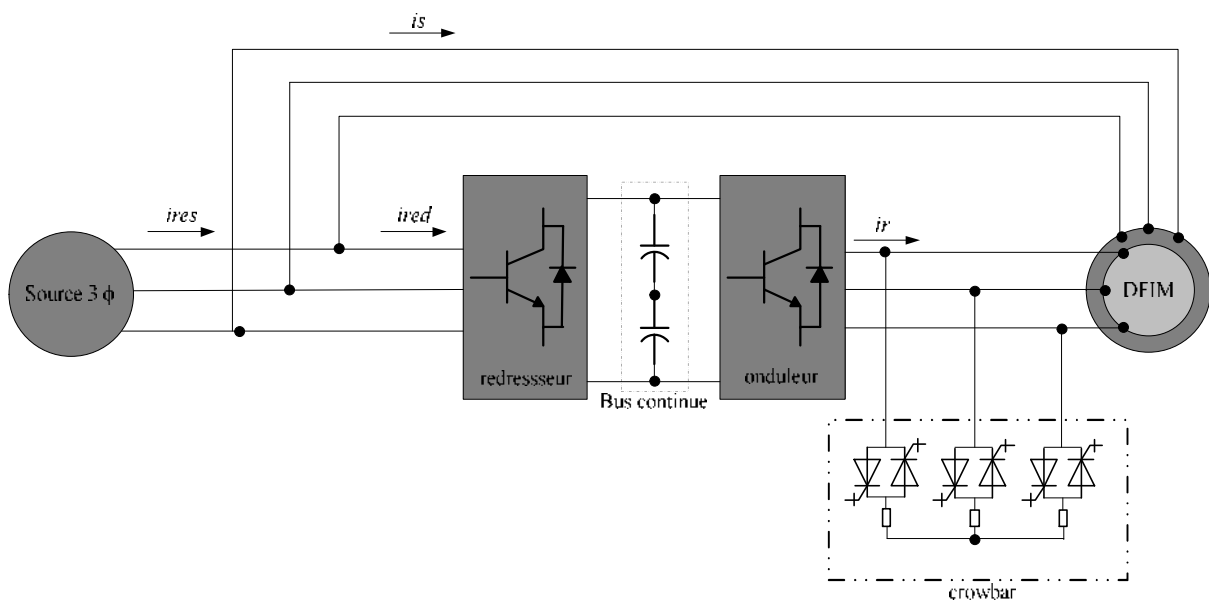 is
ires
ired
ir
Source 3 ϕ
DFIM
redressseur
onduleur
Bus continue
crowbar